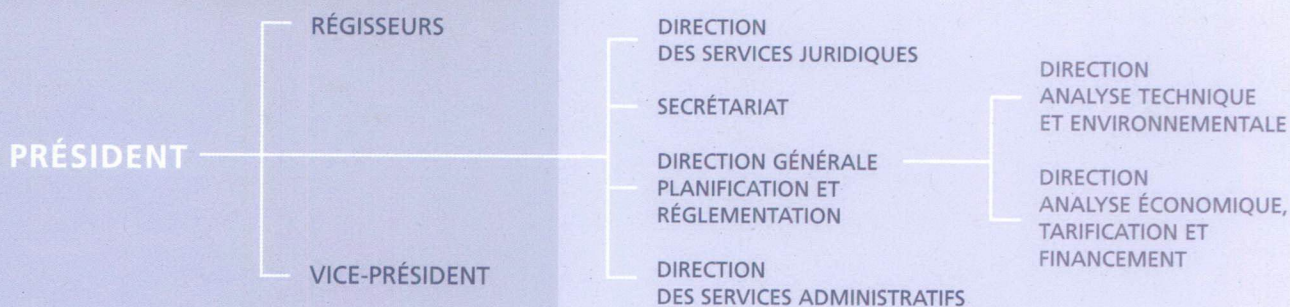 PRÉSIDENT
RÉGISSEURS
VICE-PRÉSIDENT
DIRECTION
DES SERVICES JURIDIQUES
SECRÉTARIAT
DIRECTION GÉNÉRALE
PLANIFICATION ET
RÉGLEMENTATION
DIRECTION
DES SERVICES ADMINISTRATIFS
DIRECTION
ANALYSE TECHNIQUE
ET ENVIRONNEMENTALE
DIRECTION
ANALYSE ÉCONOMIQUE,
TARIFICATION ET
FINANCEMENT